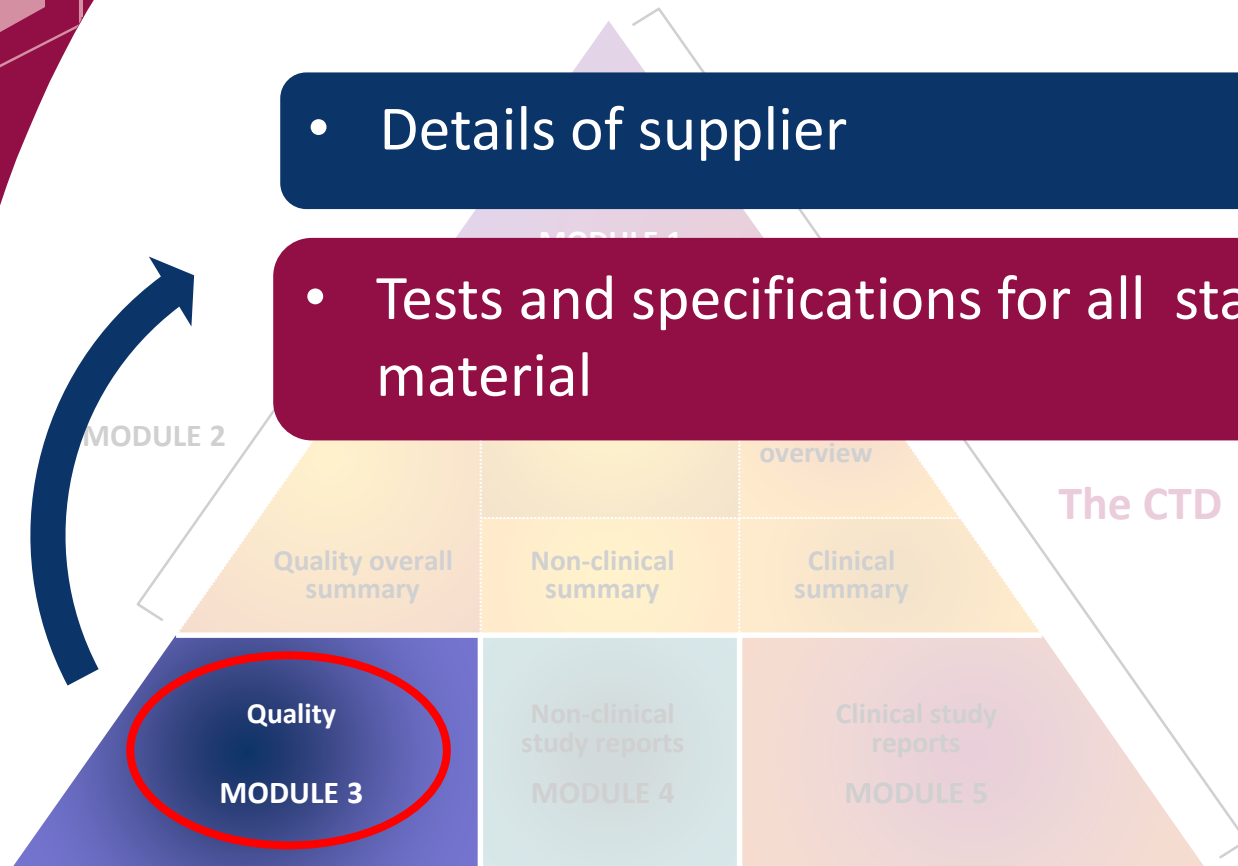 • Details of supplier
MODULE 1
• Tests and specifications for all sta
material
MODULE 2
overview
The CTD
Quality overall
summary
Non-clinical
summary
Clinical
summary
Quality
MODULE 3
Non-clinical
study reports
MODULE 4
Clinical study
reports
MODULE 5